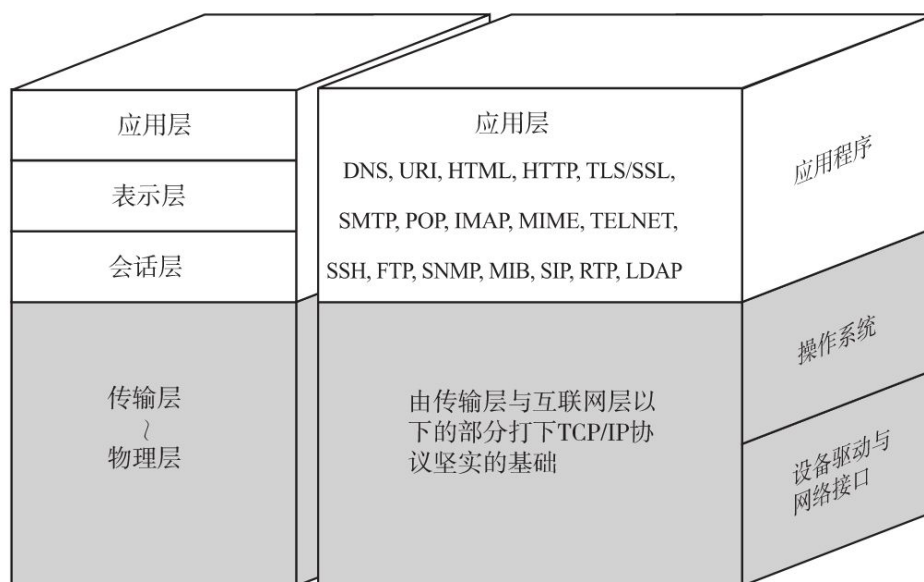 应用层
表示层
会话层
传输层
～
物理层
应用层
DNS, URI, HTML, HTTP, TLS/SSL,
SMTP, POP, IMAP, MIME, TELNET,
SSH, FTP, SNMP, MIB, SIP, RTP, LDAP
由传输层与互联网层以
下的部分打下TCP/IP协
议坚实的基础
应用程序
操作系统
设备驱动与
网络接口